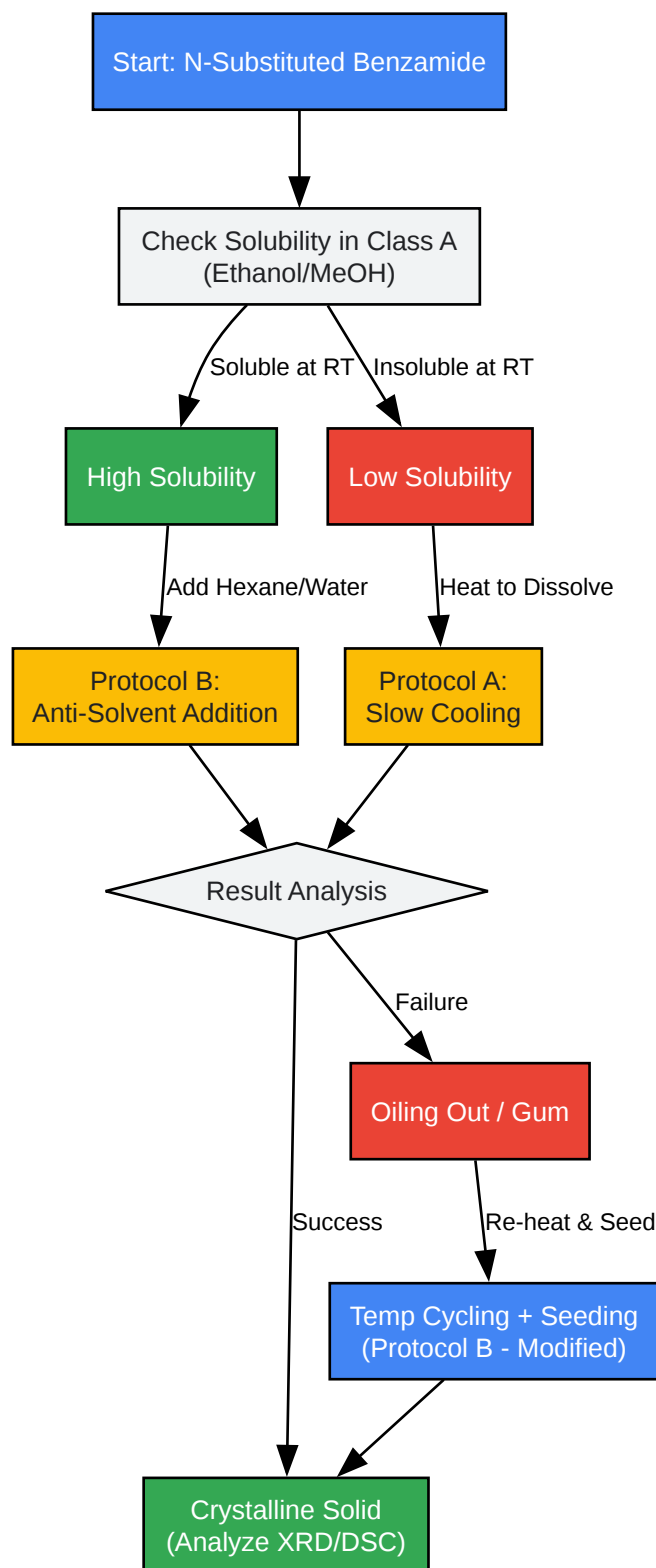 Start: N-Substituted Benzamide
Check Solubility in Class A
(Ethanol/MeOH)
Soluble at RT
Insoluble at RT
High Solubility
Low Solubility
Add Hexane/Water
Heat to Dissolve
Protocol B:
Anti-Solvent Addition
Protocol A:
Slow Cooling
Result Analysis
Failure
Oiling Out / Gum
Success
Re-heat & Seed
Temp Cycling + Seeding
(Protocol B - Modified)
Crystalline Solid
(Analyze XRD/DSC)